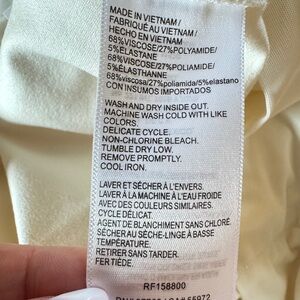 MADE IN VIETNAM /
FABRIQUÉ AU VIETNAM /
HECHO EN VIETNAM
68%VISCOSE/27%POLYAMIDE/
5%ELASTANE
68%VISCOSE/27%POLIAMIDE/
5%ÉLASTHANNE
68%viscosa/27%poliamida/5%elastano
CON INSUMOS IMPORTADOS
WASH AND DRY INSIDE OUT.
MACHINE WASH COLD WITH LIKE
COLORS.
DELICATE CYCLE.
NON-CHLORINE BLEACH.
TUMBLE DRY LOW.
REMOVE PROMPTLY.
COOL IRON.
LAVER ET SÉCHER À L'ENVERS.
LAVER À LA MACHINE À L'EAU FROIDE
AVEC DES COULEURS SIMILAIRES.
CYCLE DÉLICAT.
AGENT DE BLANCHIMENT SANS CHLORE.
SÉCHER AU SÈCHE-LINGE À BASSE
TEMPÉRATURE.
RETIRER SANS TARDER.
FER TIÈDE.
RF158800